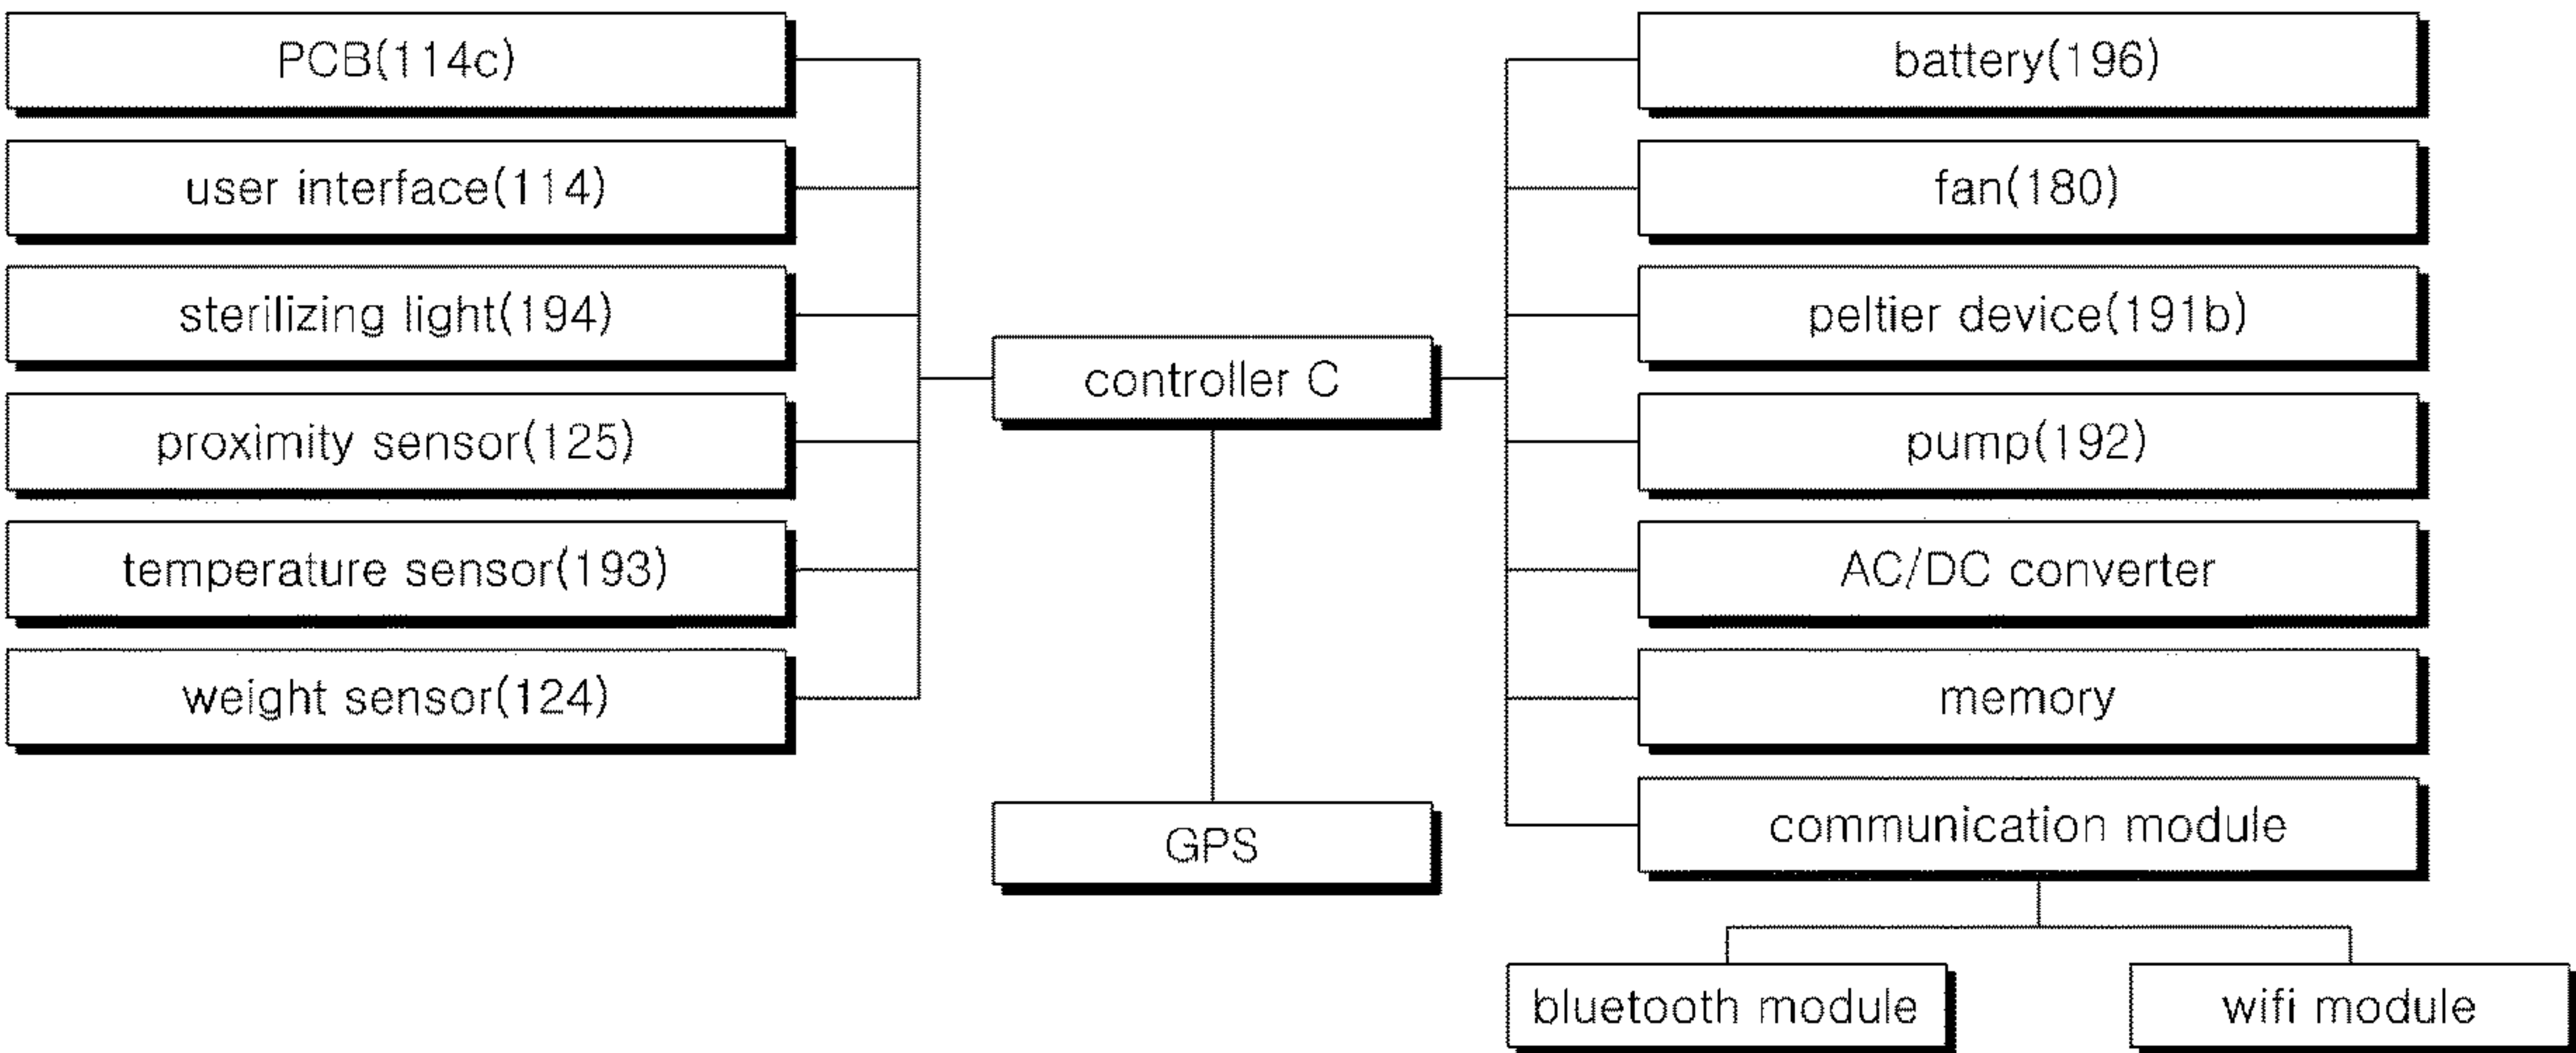 PCB(114c)
user interface(114)
sterilizing light(194)
proximity sensor(125)
temperature sensor(193)
weight sensor(124)
controller C
GPS
battery(196)
fan(180)
peltier device(191b)
pump(192)
AC/DC converter
memory
communication module
bluetooth module
wifi module